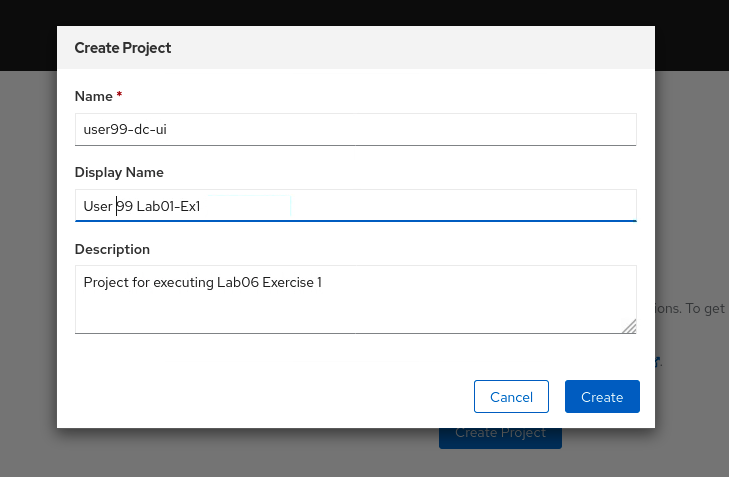 Create Project
Name *
user99-dc-ui
Display Name
User 99 Lab01-Ex1
Description
Project for executing Lab06 Exercise 1
ions. To get
Cancel
Create
Create Project